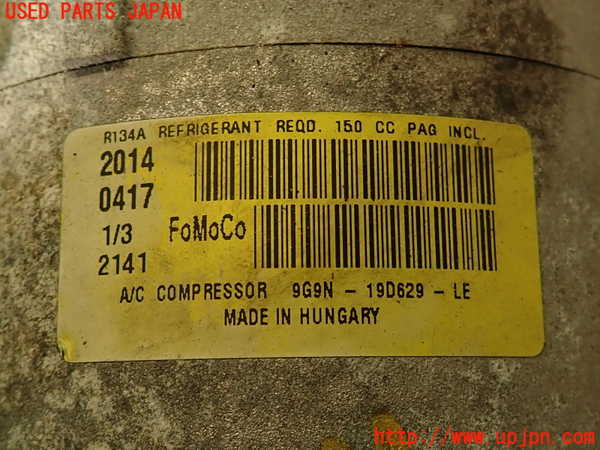 USED PARTS JAPAN
R134A REFRIGERANT REQD. 150 CC PAG INCL.
2014
0417
1/3 FoMoCo
2141
A/C COMPRESSOR 9G9N - 19D629 - LE
MADE IN HUNGARY
http://www.upjpn.com/